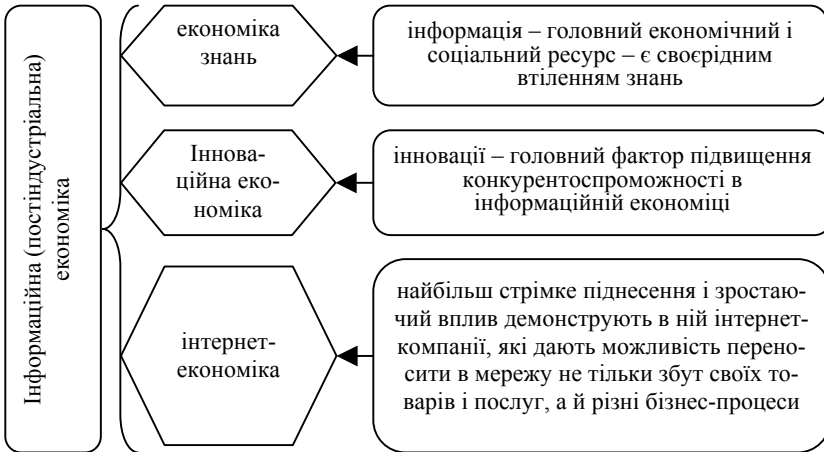 Інформаційна (постіндустріальна)
економіка
економіка
знань
інформація – головний економічний і
соціальний ресурс – є своєрідним
втіленням знань
Іннова-
ційна еко-
номіка
інновації – головний фактор підвищення
конкурентоспроможності в
інформаційній економіці
інтернет-
економіка
найбільш стрімке піднесення і зростаю-
чий вплив демонструють в ній інтернет-
компанії, які дають можливість перено-
сити в мережу не тільки збут своїх то-
варів і послуг, а й різні бізнес-процеси